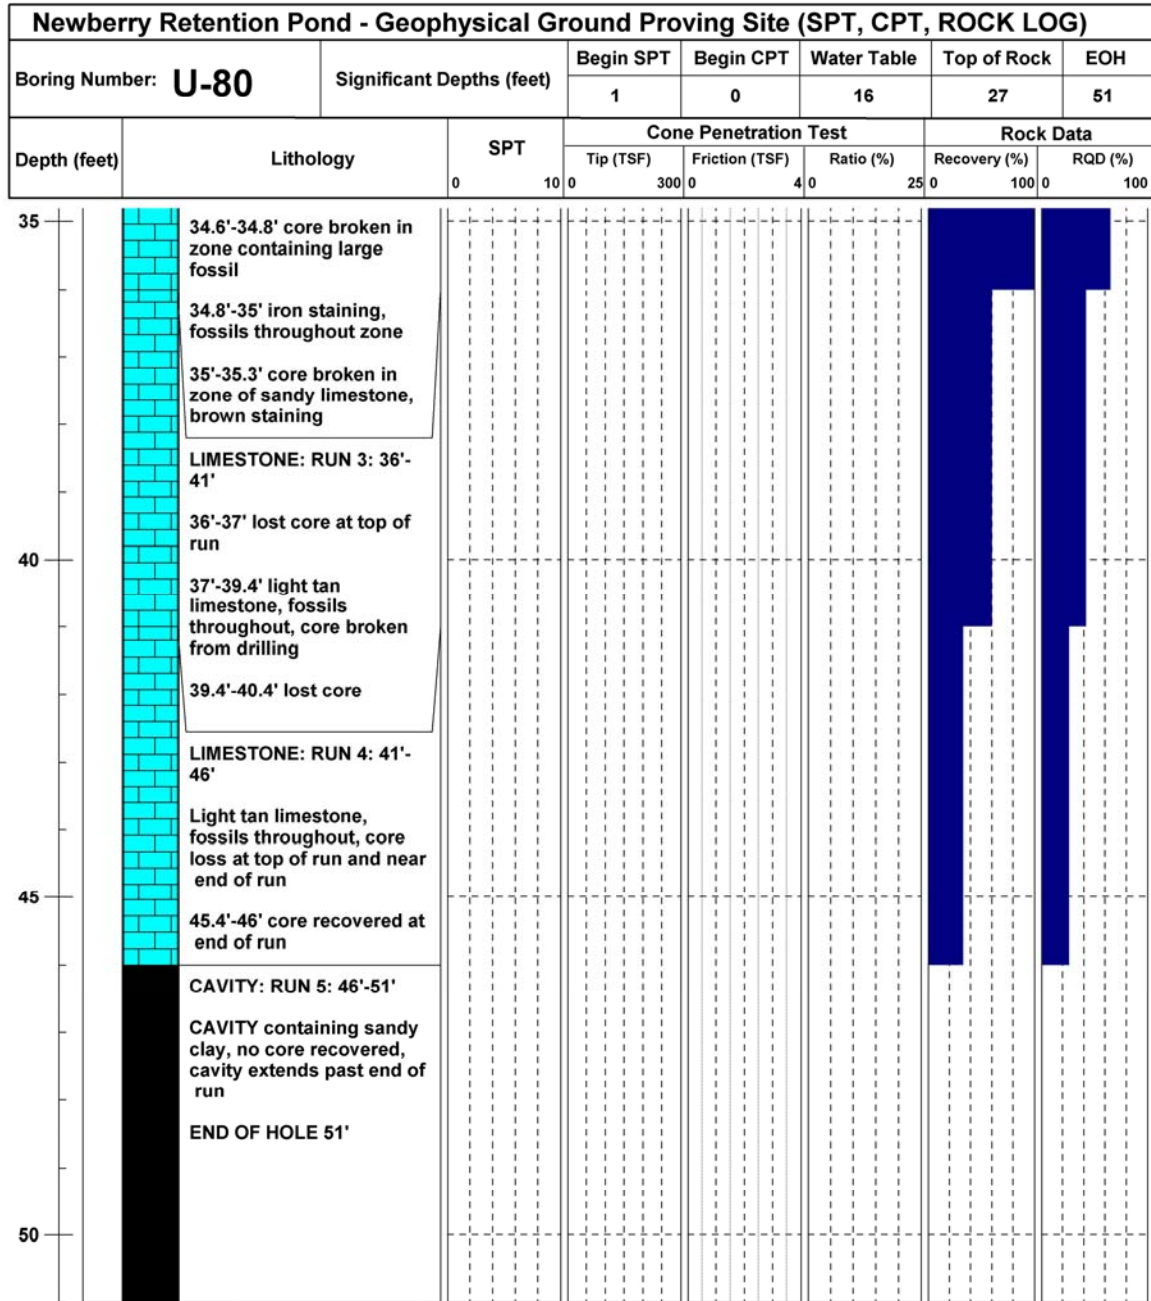 Newberry Retention Pond - Geophysical Ground Proving Site (SPT, CPT, ROCK LOG)
Boring Number: U-80
Significant Depths (feet)
Begin SPT Begin CPT Water Table Top of Rock EOH
1 0 16 27 51
Depth (feet) Lithology SPT Cone Penetration Test Rock Data
Tip (TSF) Friction (TSF) Ratio (%) Recovery (%) RQD (%)
0 10 0 300 0 4 0 25 0 100 0 100
35
34.6'-34.8' core broken in
zone containing large
fossil
34.8'-35' iron staining,
fossils throughout zone
35'-35.3' core broken in
zone of sandy limestone,
brown staining
LIMESTONE: RUN 3: 36'-
41'
36'-37' lost core at top of
run
40
37'-39.4' light tan
limestone, fossils
throughout, core broken
from drilling
39.4'-40.4' lost core
LIMESTONE: RUN 4: 41'-
46'
Light tan limestone,
fossils throughout, core
loss at top of run and near
end of run
45
45.4'-46' core recovered at
end of run
CAVITY: RUN 5: 46'-51'
CAVITY containing sandy
clay, no core recovered,
cavity extends past end of
run
END OF HOLE 51'
50